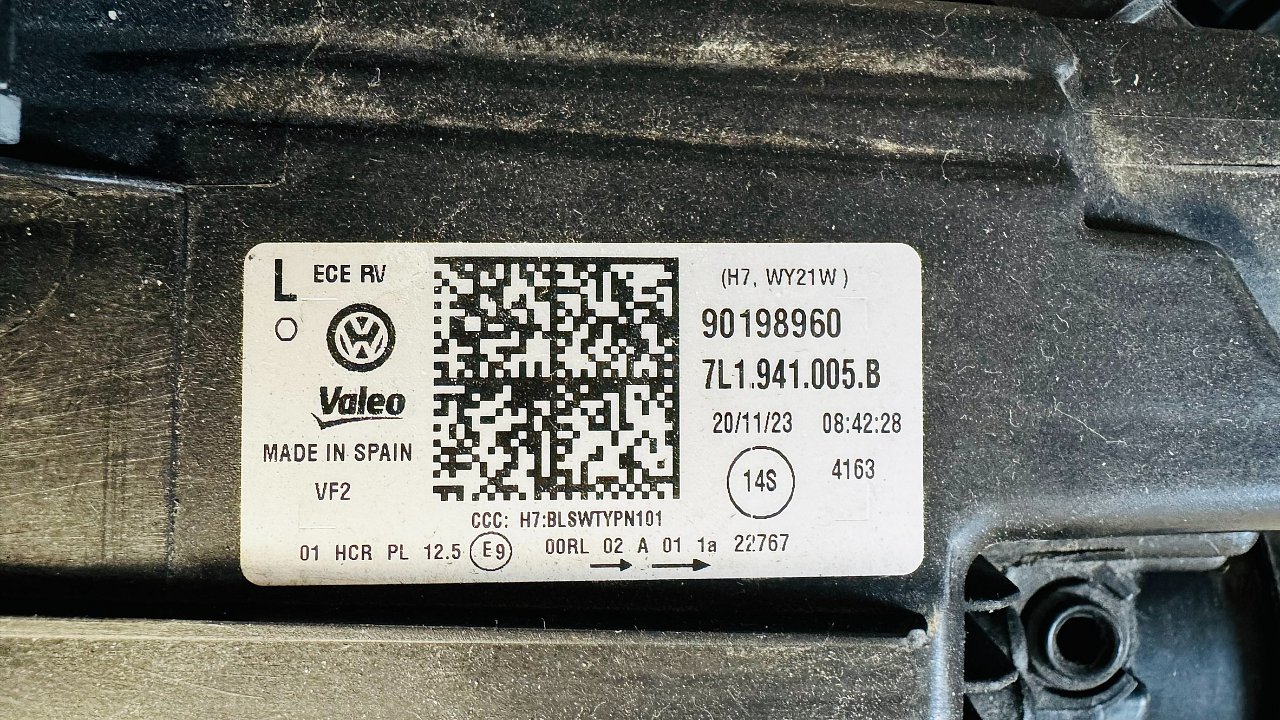 L ECE RV
(H7, WY21W )
90198960
Valeo
7L1.941.005.B
20/11/23 08:42:28
MADE IN SPAIN
VF2
14S
4163
CCC: H7:BLSWTYPN101
01 HCR PL 12.5 E9 00RL 02 A 01 1a 22767